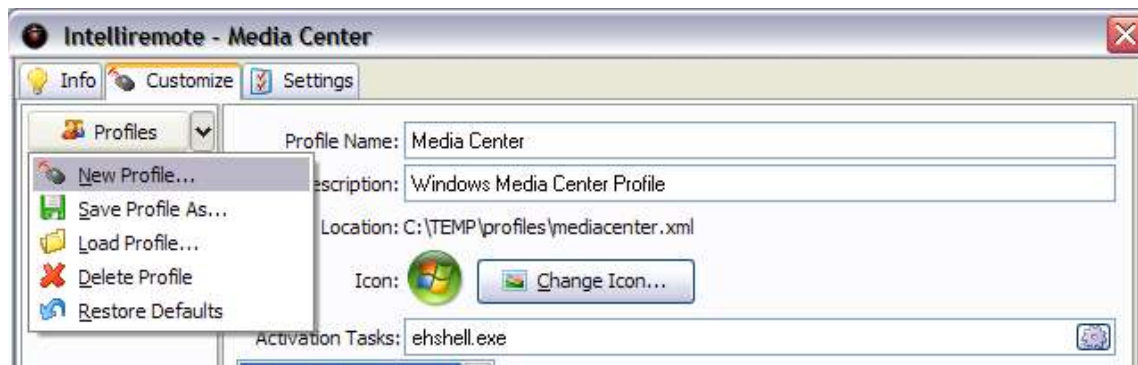 Intelliremote - Media Center
Info Customize Settings
Profiles
Profile Name: Media Center
New Profile...
escription: Windows Media Center Profile
Save Profile As...
Location: C:\TEMP\profiles\mediacenter.xml
Load Profile...
Delete Profile
Icon: Change Icon...
Restore Defaults
Activation Tasks: ehshell.exe